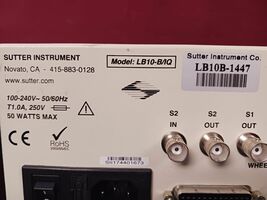 SUTTER INSTRUMENT
Novato, CA - 415-883-0128
www.sutter.com
Model: LB10-B/IQ
Sutter Instrument Co.
LB10B-1447
100-240V~ 50/60Hz
T1.0A, 250V
50 WATTS MAX
CE
RoHS
S2
IN
S2
OUT
S1
OUT
WHEE
SN174401673